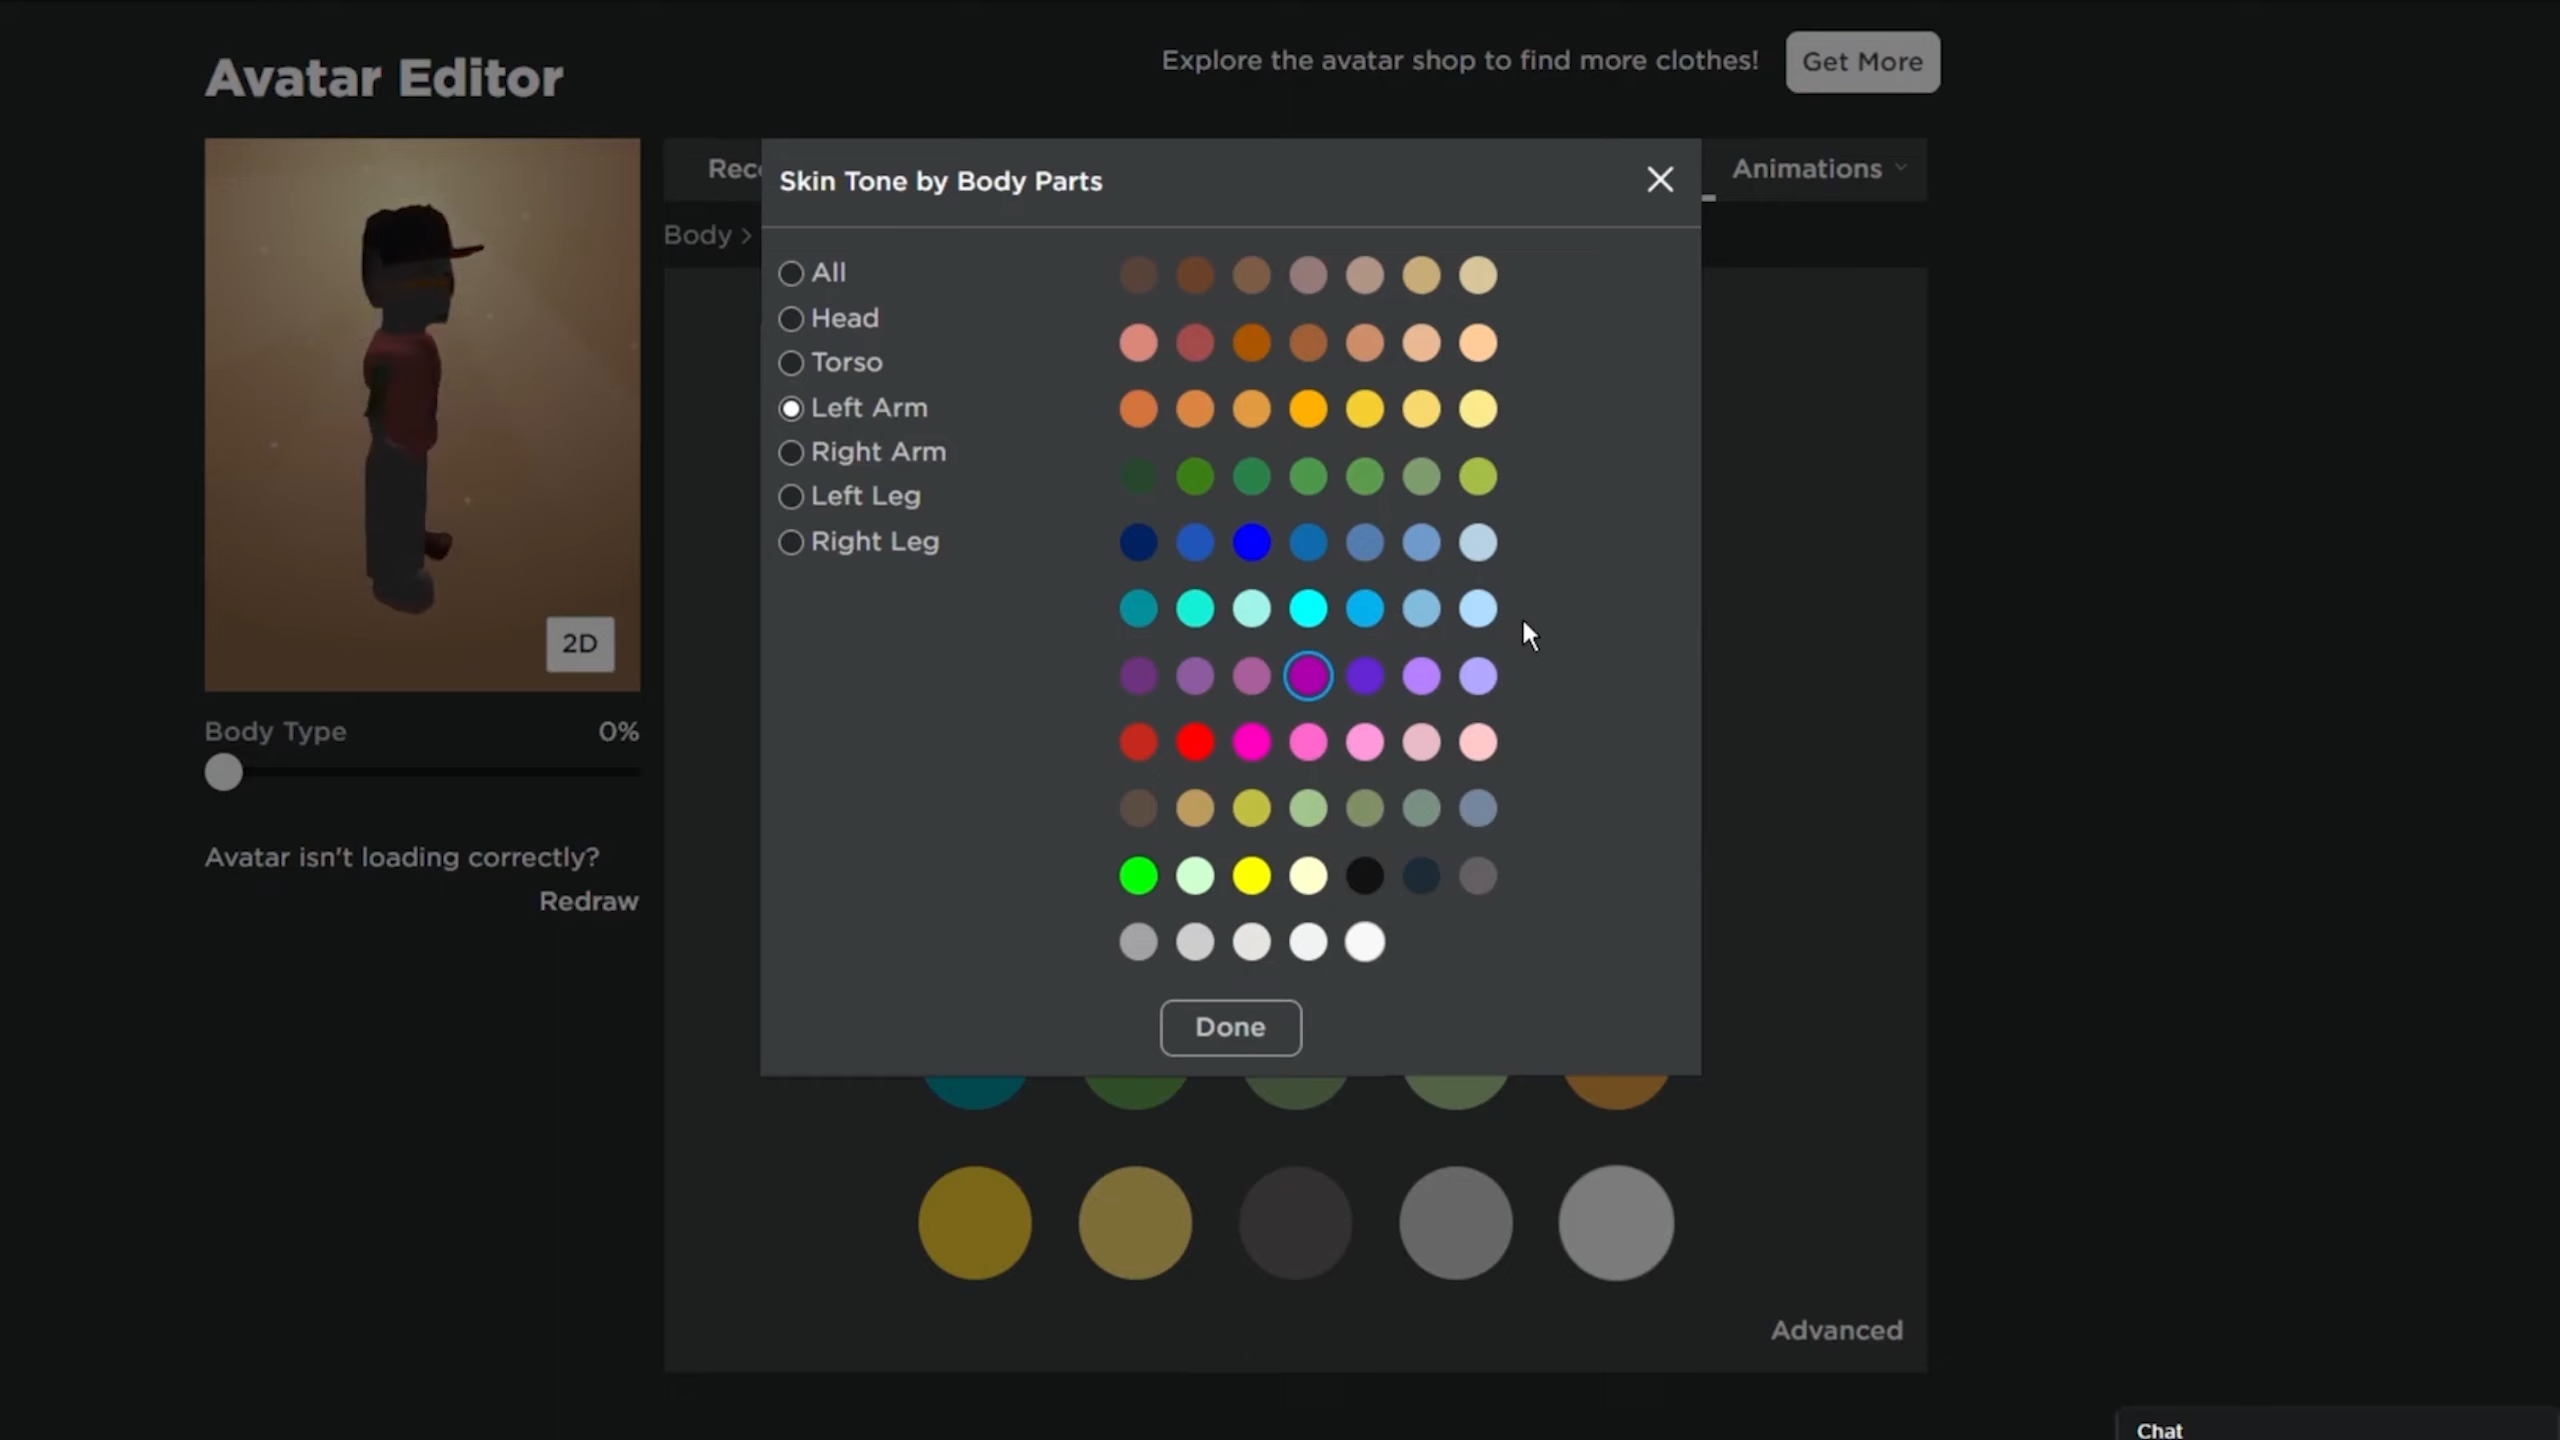 Avatar Editor
Explore the avatar shop to find more clothes!
Get More
Skin Tone by Body Parts
Animations
Body >
All
Head
Torso
Left Arm
Right Arm
Left Leg
Right Leg
2D
Body Type 0%
Avatar isn't loading correctly?
Redraw
Done
Advanced
Chat